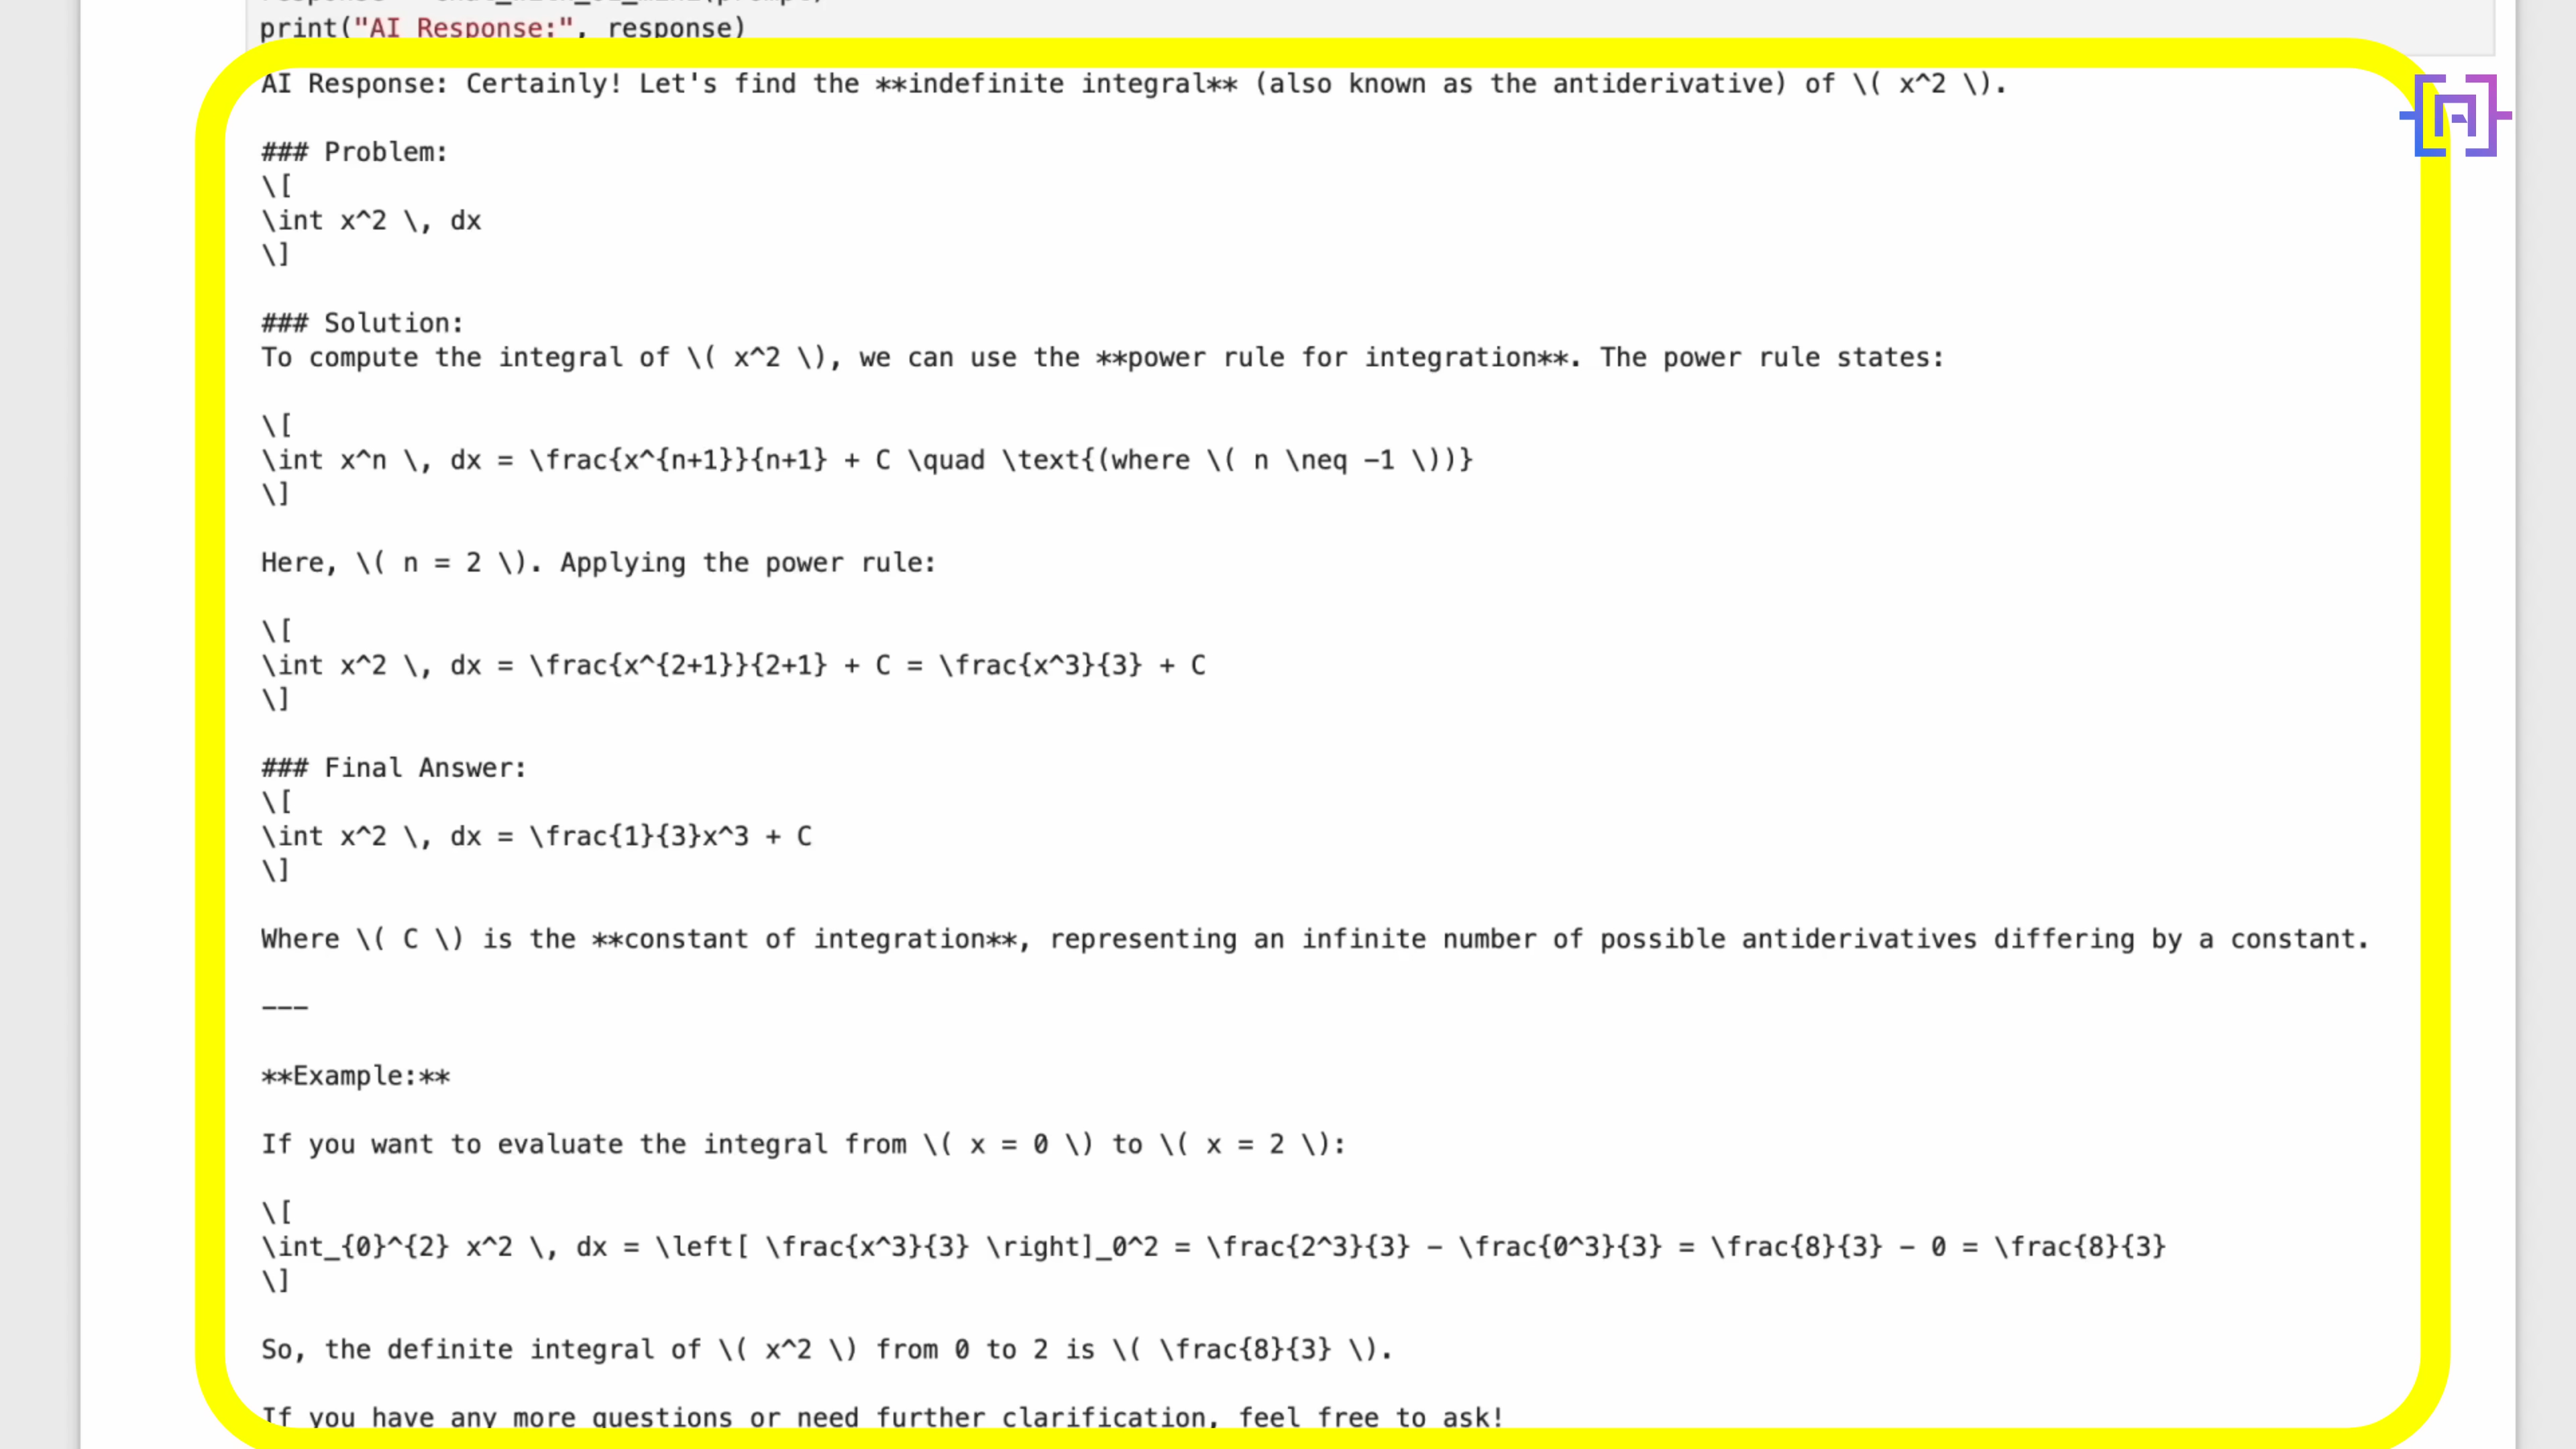 print("AI Response:", response)
AI Response: Certainly! Let's find the **indefinite integral** (also known as the antiderivative) of \( x^2 \).
### Problem:
\[
\int x^2 \, dx
\]
### Solution:
To compute the integral of \( x^2 \), we can use the **power rule for integration**. The power rule states:
\[
\int x^n \, dx = \frac{x^{n+1}}{n+1} + C \quad \text{(where \( n \neq -1 \))}
\]
Here, \( n = 2 \). Applying the power rule:
\[
\int x^2 \, dx = \frac{x^{2+1}}{2+1} + C = \frac{x^3}{3} + C
\]
### Final Answer:
\[
\int x^2 \, dx = \frac{1}{3}x^3 + C
\]
Where \( C \) is the **constant of integration**, representing an infinite number of possible antiderivatives differing by a constant.
---
**Example:**
If you want to evaluate the integral from \( x = 0 \) to \( x = 2 \):
\[
\int_{0}^{2} x^2 \, dx = \left[ \frac{x^3}{3} \right]_0^2 = \frac{2^3}{3} - \frac{0^3}{3} = \frac{8}{3} - 0 = \frac{8}{3}
\]
So, the definite integral of \( x^2 \) from 0 to 2 is \( \frac{8}{3} \).
If you have any more questions or need further clarification, feel free to ask!